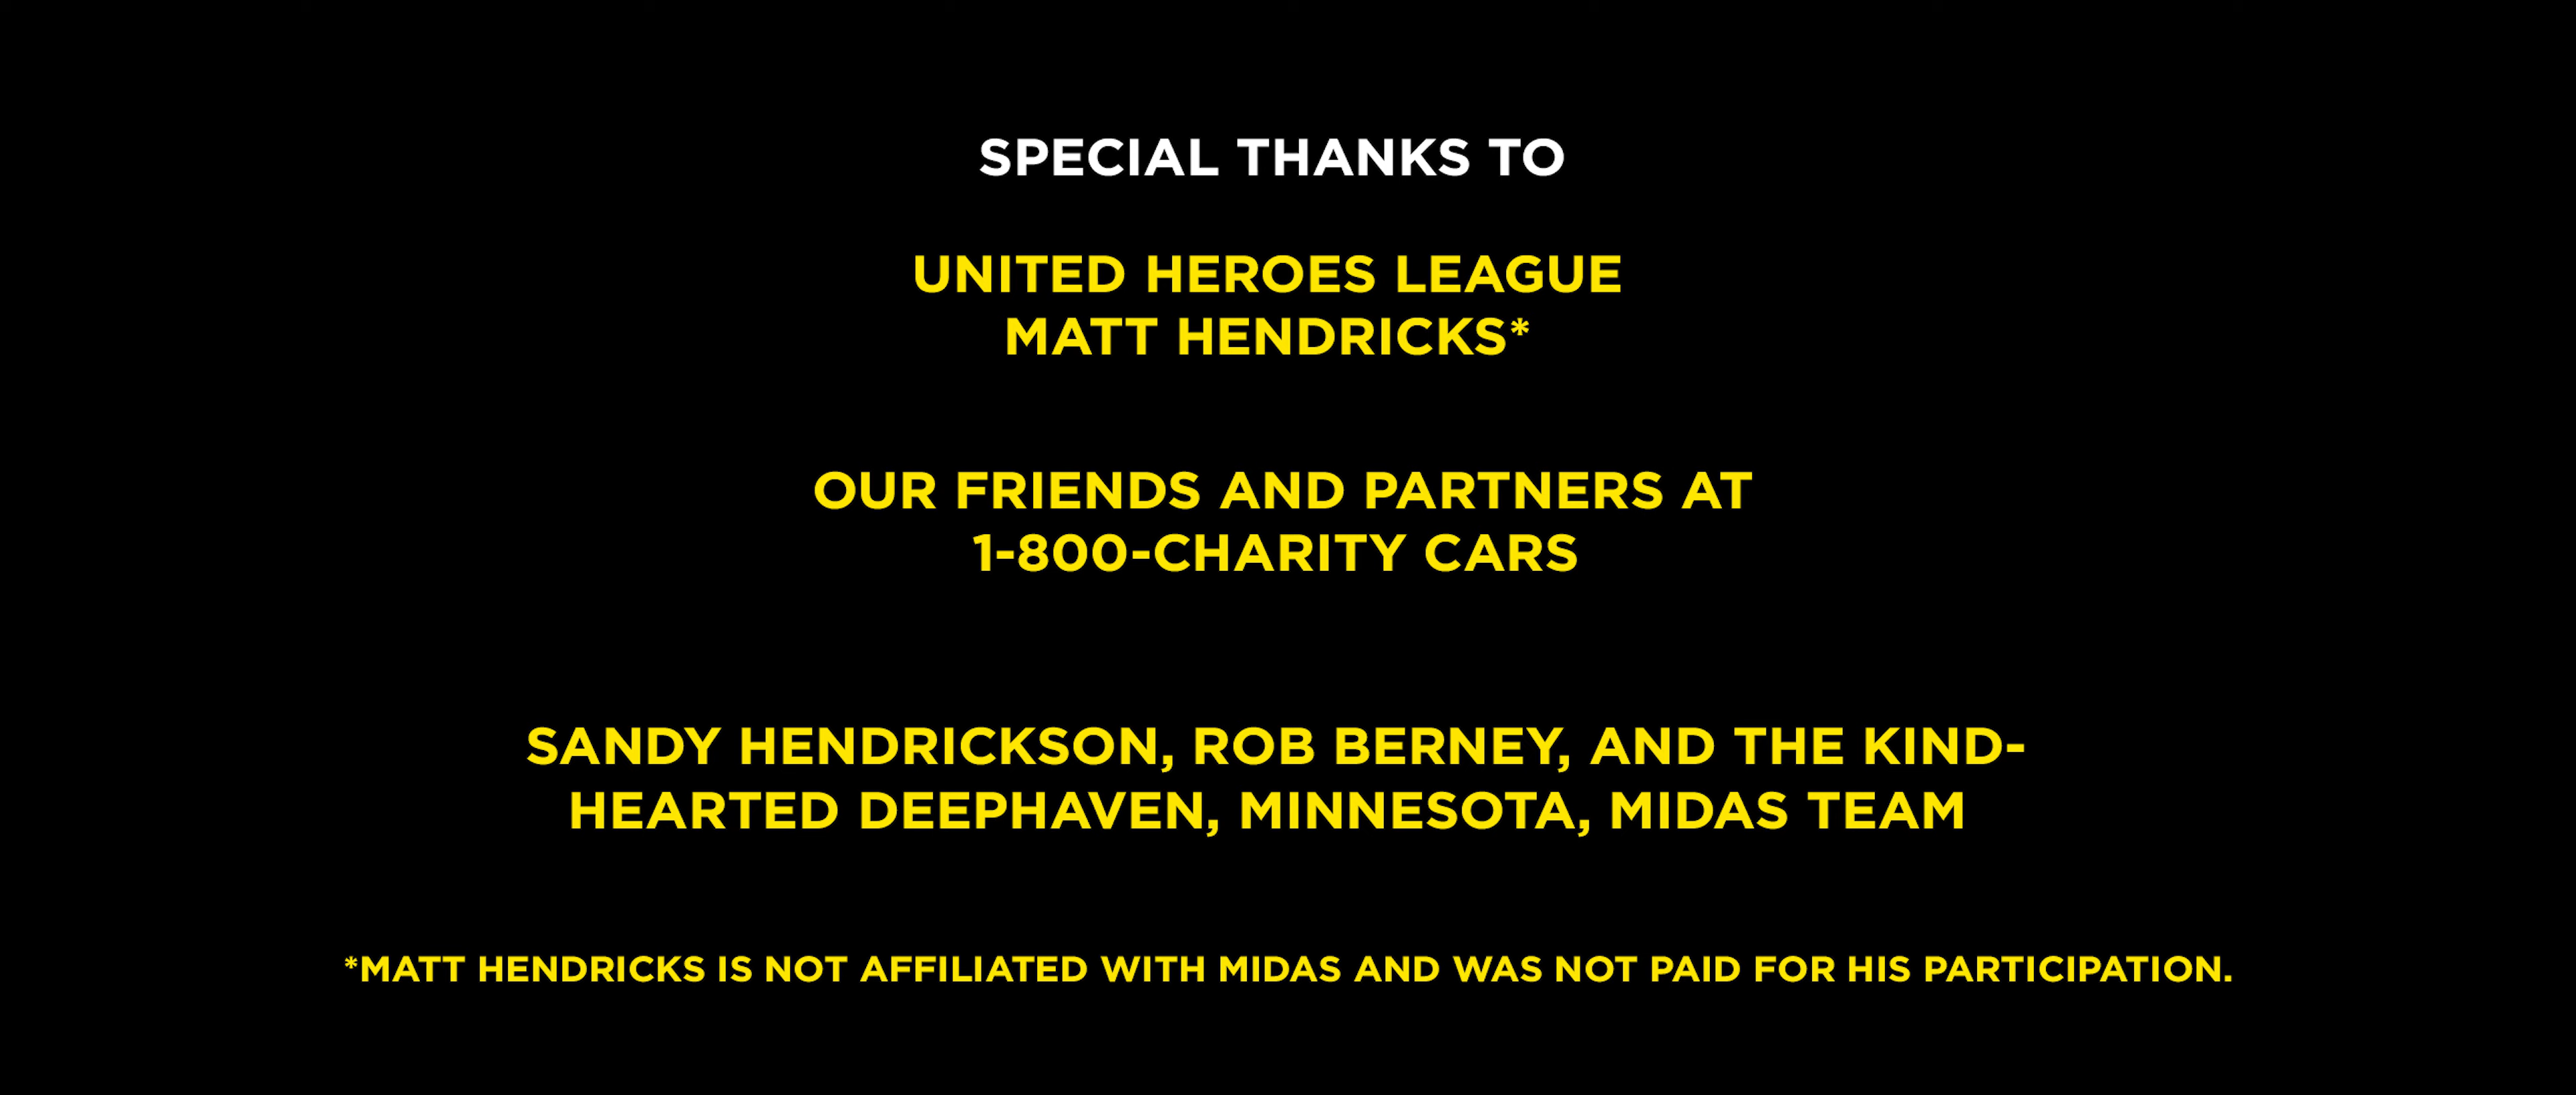 SPECIAL THANKS TO
UNITED HEROES LEAGUE
MATT HENDRICKS*
OUR FRIENDS AND PARTNERS AT
1-800-CHARITY CARS
SANDY HENDRICKSON, ROB BERNEY, AND THE KIND-
HEARTED DEEPHAVEN, MINNESOTA, MIDAS TEAM
*MATT HENDRICKS IS NOT AFFILIATED WITH MIDAS AND WAS NOT PAID FOR HIS PARTICIPATION.